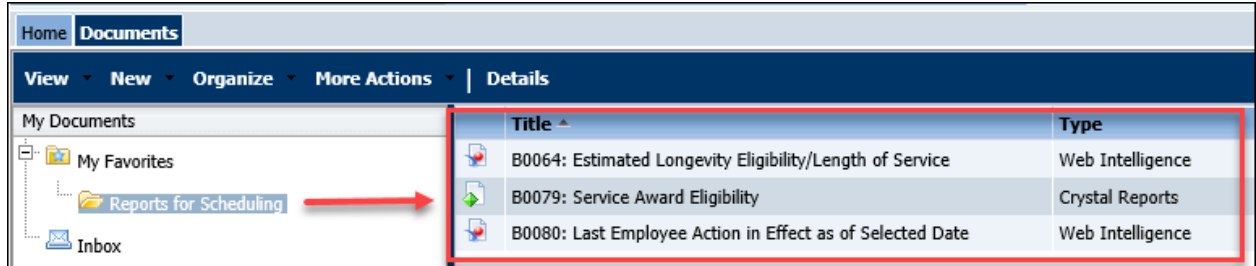 Home Documents
View New Organize More Actions | Details
My Documents
Title Type
My Favorites
B0064: Estimated Longevity Eligibility/Length of Service Web Intelligence
Reports for Scheduling
B0079: Service Award Eligibility Crystal Reports
Inbox
B0080: Last Employee Action in Effect as of Selected Date Web Intelligence